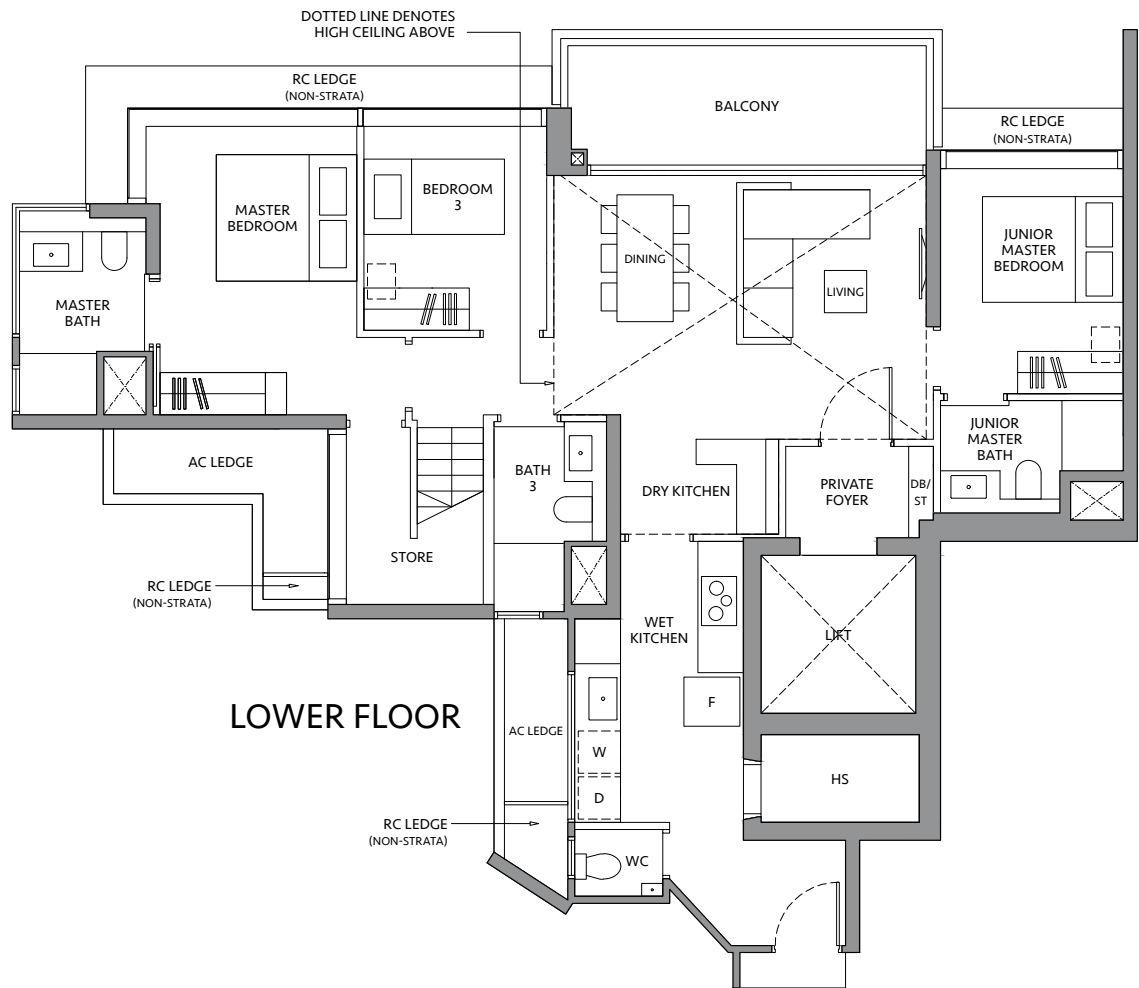 DOTTED LINE DENOTES
HIGH CEILING ABOVE
RC LEDGE
(NON-STRATA)
BALCONY
RC LEDGE
(NON-STRATA)
MASTER
BEDROOM
BEDROOM
3
DINING
LIVING
JUNIOR
MASTER
BEDROOM
MASTER
BATH
AC LEDGE
BATH
3
DRY KITCHEN
PRIVATE
FOYER
DB/
ST
JUNIOR
MASTER
BATH
STORE
RC LEDGE
(NON-STRATA)
WET
KITCHEN
LIFT
LOWER FLOOR
F
AC LEDGE
W
D
HS
RC LEDGE
(NON-STRATA)
WC